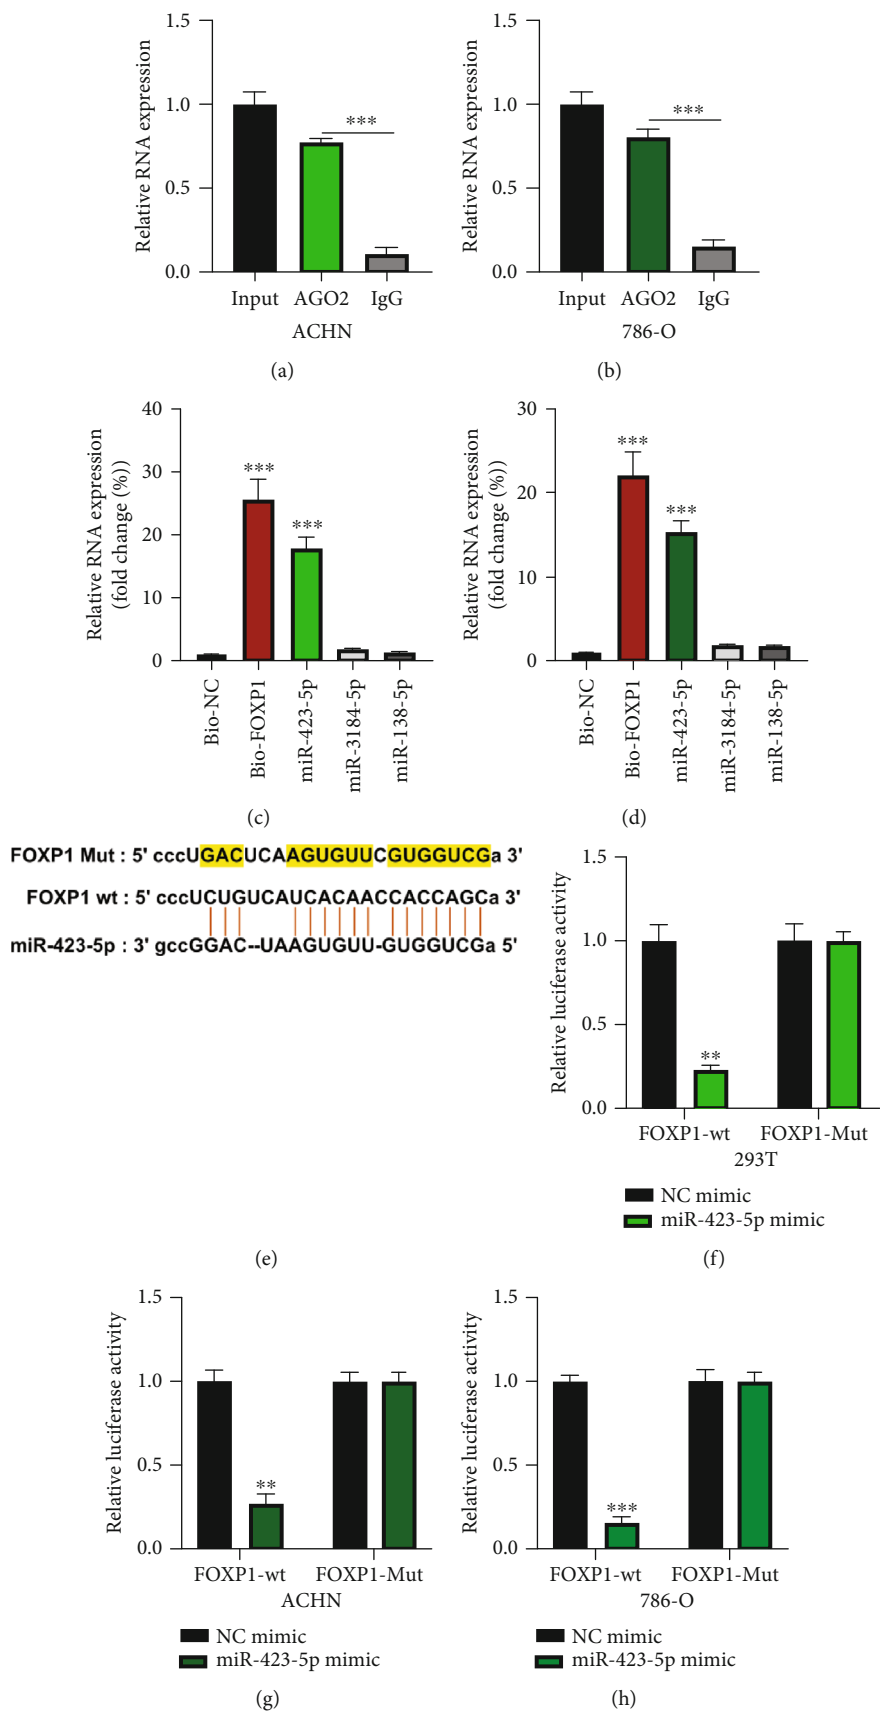 1.5
1.0
0.5
0.0
Relative RNA expression
***
Input AGO2 IgG
ACHN
(a)
1.5
1.0
0.5
0.0
Relative RNA expression
***
Input AGO2 IgG
786-O
(b)
40
30
20
10
0
Relative RNA expression
(fold change (%))
***
***
Bio-NC
Bio-FOXP1
miR-423-5p
miR-3184-5p
miR-138-5p
(c)
30
20
10
0
Relative RNA expression
(fold change (%))
***
***
Bio-NC
Bio-FOXP1
miR-423-5p
miR-3184-5p
miR-138-5p
(d)
FOXP1 Mut : 5' cccUGACUCAAGUGUUCGUGGUCGa 3'
FOXP1 wt : 5' cccUCUGUCAUCACAACCACCAGCa 3'
miR-423-5p : 3' gccGGAC--UAAGUGUU-GUGGUCGa 5'
(e)
1.5
1.0
0.5
0.0
Relative luciferase activity
**
FOXP1-wt FOXP1-Mut
293T
NC mimic
miR-423-5p mimic
(f)
1.5
1.0
0.5
0.0
Relative luciferase activity
**
FOXP1-wt FOXP1-Mut
ACHN
NC mimic
miR-423-5p mimic
(g)
1.5
1.0
0.5
0.0
Relative luciferase activity
***
FOXP1-wt FOXP1-Mut
786-O
NC mimic
miR-423-5p mimic
(h)